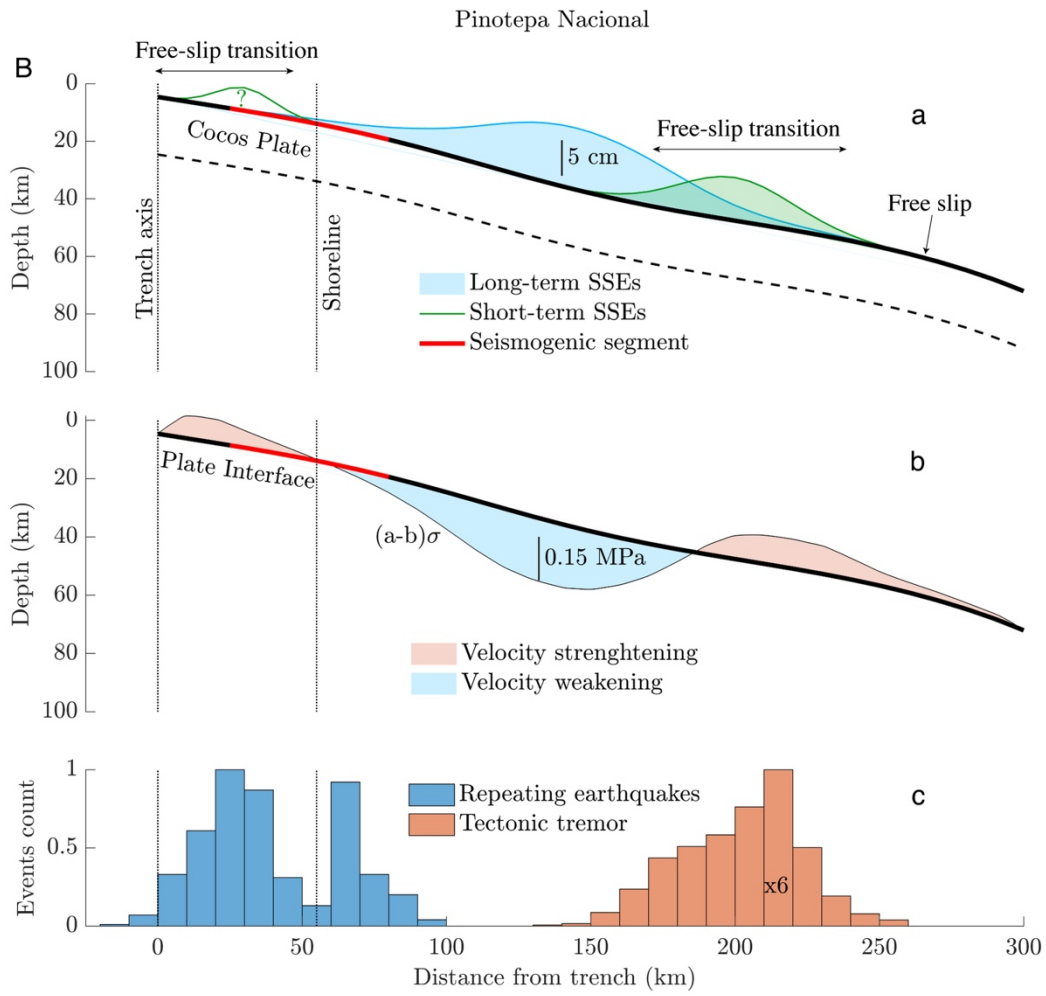 Pinotepa Nacional
B
Free-slip transition
a
0
20
40
60
80
100
Depth (km)
?
Cocos Plate
Trench axis
Shoreline
5 cm
Free-slip transition
Free slip
Long-term SSEs
Short-term SSEs
Seismogenic segment
b
0
20
40
60
80
100
Depth (km)
Plate Interface
(a-b)σ
0.15 MPa
Velocity strenghtening
Velocity weakening
c
1
0.5
0
Events count
Repeating earthquakes
Tectonic tremor
x6
0 50 100 150 200 250 300
Distance from trench (km)